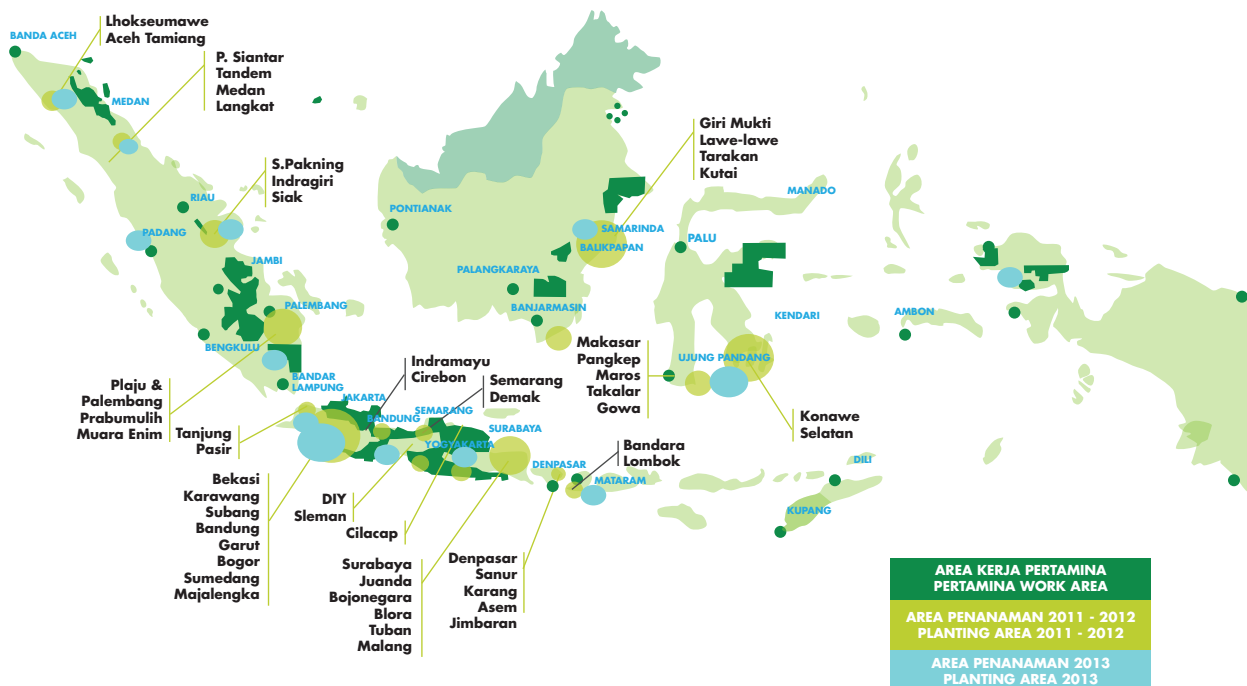 Lhokseumawe
Aceh Tamiang
BANDA ACEH
P. Siantar
Tandem
Medan
Langkat
MEDAN
Giri Mukti
Lawe-lawe
Tarakan
Kutai
S.Pakning
Indragiri
Siak
RIAU
MANADO
PONTIANAK
SAMARINDA
PADANG
BALIKPAPAN
PALU
JAMBI
PALANGKARAYA
PALEMBANG
BANJARMASIN
KENDARI
AMBON
BENGKULU
Makasar
Pangkep
Maros
Takalar
Gowa
UJUNG PANDANG
Indramayu
Cirebon
BANDAR
LAMPUNG
Semarang
Demak
Plaju &
Palembang
Prabumulih
Muara Enim
JAKARTA
BANDUNG
SEMARANG
SURABAYA
Konawe
Selatan
Tanjung
Pasir
YOGYAKARTA
Bandara
Lombok
DENPASAR
DILI
MATARAM
Bekasi
Karawang
Subang
Bandung
Garut
Bogor
Sumedang
Majalengka
DIY
Sleman
KUPANG
Cilacap
Surabaya
Juanda
Bojonegara
Blora
Tuban
Malang
Denpasar
Sanur
Karang
Asem
Jimbaran
AREA KERJA PERTAMINA
PERTAMINA WORK AREA
AREA PENANAMAN 2011 - 2012
PLANTING AREA 2011 - 2012
AREA PENANAMAN 2013
PLANTING AREA 2013